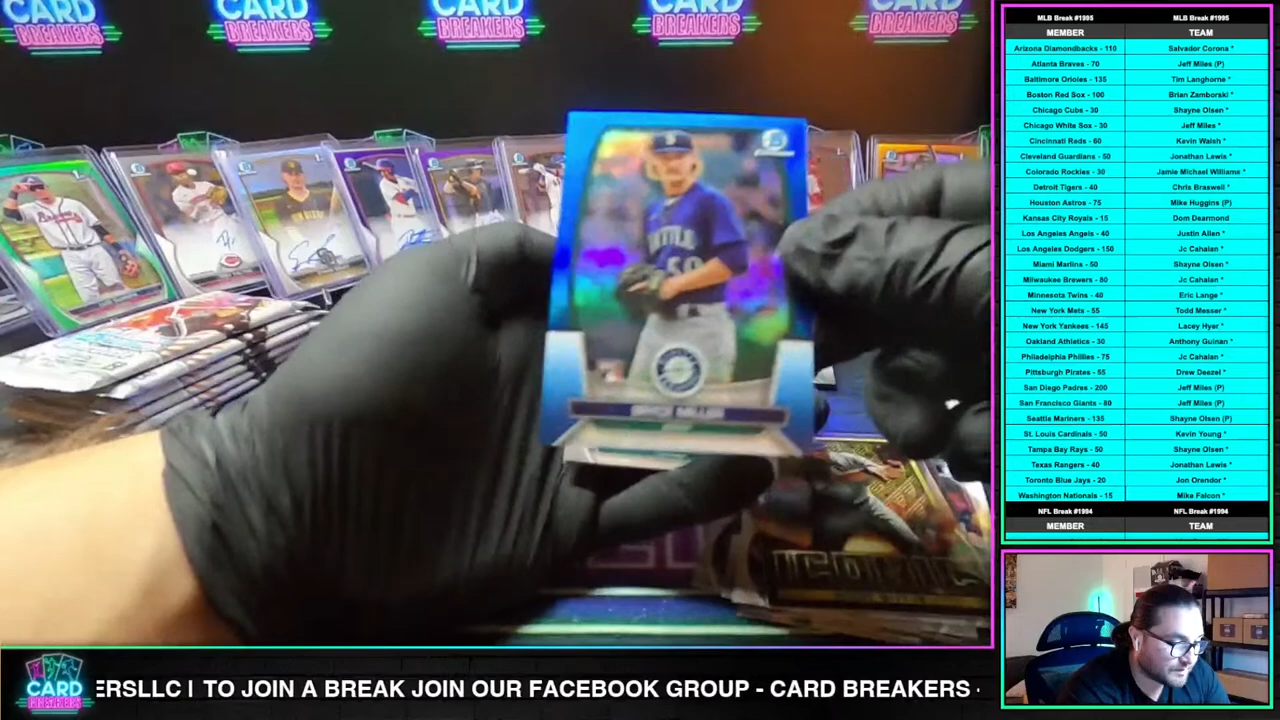 CARD
BREAKERS
CARD
BREAKERS
CARD
BREAKERS
CARD
BREAKERS
CARD
BREAKERS
MLB Break #1995 MLB Break #1995
MEMBER TEAM
Arizona Diamondbacks - 110 Salvador Corona *
Atlanta Braves - 70 Jeff Miles (P)
Baltimore Orioles - 135 Tim Langhorne *
Boston Red Sox - 100 Brian Zamborski *
Chicago Cubs - 30 Shayne Olsen *
Chicago White Sox - 30 Jeff Miles *
Cincinnati Reds - 60 Kevin Walsh *
Cleveland Guardians - 50 Jonathan Lewis *
Colorado Rockies - 30 Jamie Michael Williams *
Detroit Tigers - 40 Chris Braswell *
Houston Astros - 75 Mike Huggins (P)
Kansas City Royals - 15 Dom Dearmond
Los Angeles Angels - 40 Justin Allen *
Los Angeles Dodgers - 150 Jc Cahalan *
Miami Marlins - 50 Shayne Olsen *
Milwaukee Brewers - 80 Jc Cahalan *
Minnesota Twins - 40 Eric Lange *
New York Mets - 55 Todd Messer *
New York Yankees - 145 Lacey Hyer *
Oakland Athletics - 30 Anthony Guinan *
Philadelphia Phillies - 75 Jc Cahalan *
Pittsburgh Pirates - 55 Drew Deezel *
San Diego Padres - 200 Jeff Miles (P)
San Francisco Giants - 80 Jeff Miles (P)
Seattle Mariners - 135 Shayne Olsen (P)
St. Louis Cardinals - 50 Kevin Young *
Tampa Bay Rays - 50 Shayne Olsen *
Texas Rangers - 40 Jonathan Lewis *
Toronto Blue Jays - 20 Jon Orendor *
Washington Nationals - 15 Mike Falcon *
NFL Break #1994 NFL Break #1994
MEMBER TEAM
Braves
50
ICONIC
CARD
BREAKERS
ERSLLC | TO JOIN A BREAK JOIN OUR FACEBOOK GROUP - CARD BREAKERS -